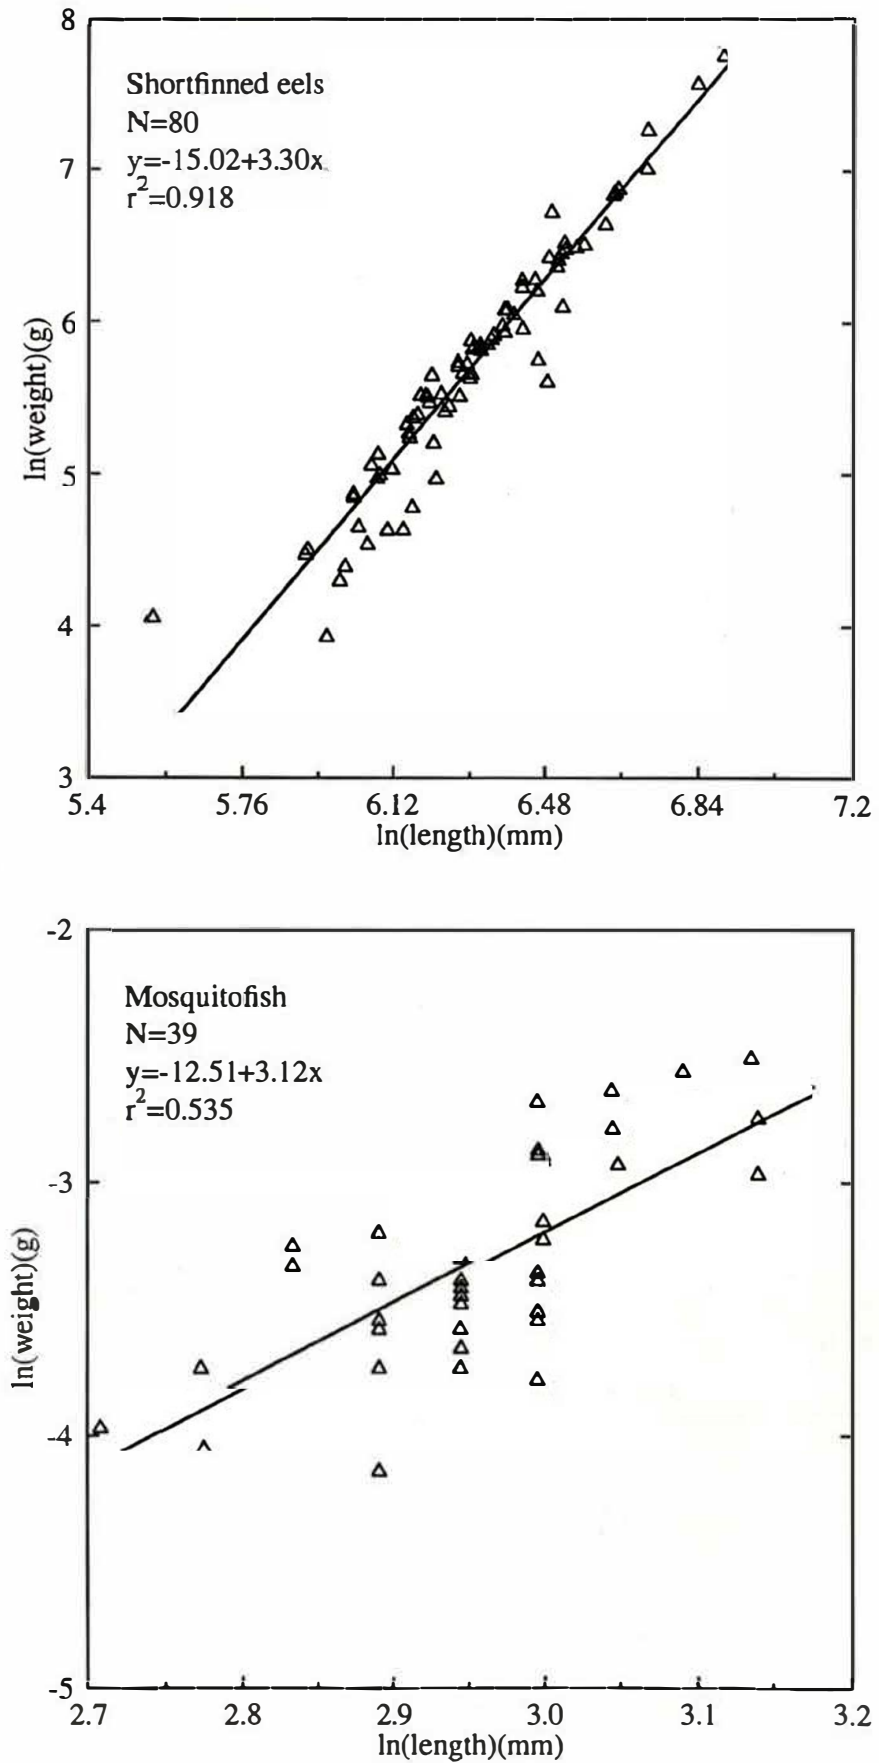 8
Shortfinned eels
N=80
y=-15.02+3.30x
r²=0.918
7
6
ln(weight)(g)
5
4
3
5.4 5.76 6.12 6.48 6.84 7.2
ln(length)(mm)
-2
Mosquitofish
N=39
y=-12.51+3.12x
r²=0.535
-3
ln(weight)(g)
-4
-5
2.7 2.8 2.9 3.0 3.1 3.2
ln(length)(mm)